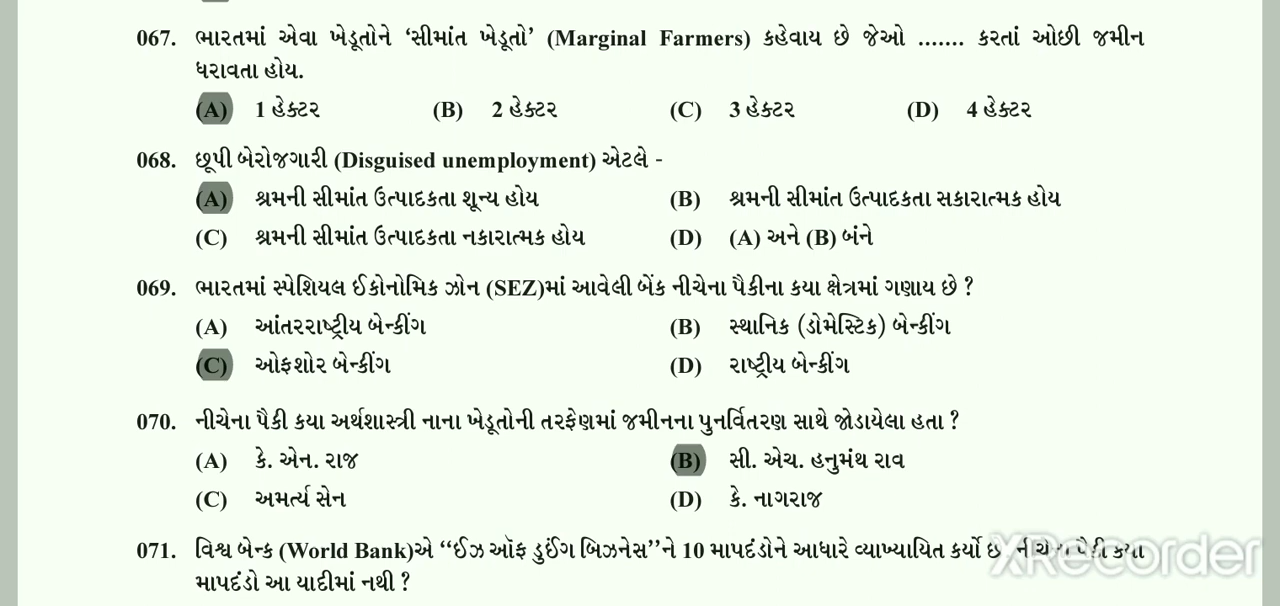 067. ભારતમાં એવા ખેડૂતોને ‘સીમાંત ખેડૂતો’ (Marginal Farmers) કહેવાય છે જેઓ ....... કરતાં ઓછી જમીન
ધરાવતા હોય.
(A) 1 હેક્ટર (B) 2 હેક્ટર (C) 3 હેક્ટર (D) 4 હેક્ટર
068. છૂપી બેરોજગારી (Disguised unemployment) એટલે -
(A) શ્રમની સીમાંત ઉત્પાદકતા શૂન્ય હોય (B) શ્રમની સીમાંત ઉત્પાદકતા સકારાત્મક હોય
(C) શ્રમની સીમાંત ઉત્પાદકતા નકારાત્મક હોય (D) (A) અને (B) બંને
069. ભારતમાં સ્પેશિયલ ઈકોનોમિક ઝોન (SEZ)માં આવેલી બેંક નીચેના પૈકીના કયા ક્ષેત્રમાં ગણાય છે ?
(A) આંતરરાષ્ટ્રીય બેન્કીંગ (B) સ્થાનિક (ડોમેસ્ટિક) બેન્કીંગ
(C) ઓફશોર બેન્કીંગ (D) રાષ્ટ્રીય બેન્કીંગ
070. નીચેના પૈકી કયા અર્થશાસ્ત્રી નાના ખેડૂતોની તરફેણમાં જમીનના પુનર્વિતરણ સાથે જોડાયેલા હતા ?
(A) કે. એન. રાજ (B) સી. એચ. હનુમંથ રાવ
(C) અમર્ત્ય સેન (D) કે. નાગરાજ
071. વિશ્વ બેન્ક (World Bank)એ “ઈઝ ઑફ ડુઈંગ બિઝનેસ”ને 10 માપદંડોને આધારે વ્યાખ્યાયિત કર્યો છે. નીચેના પૈકી કયા
માપદંડો આ યાદીમાં નથી ?
XRecorder